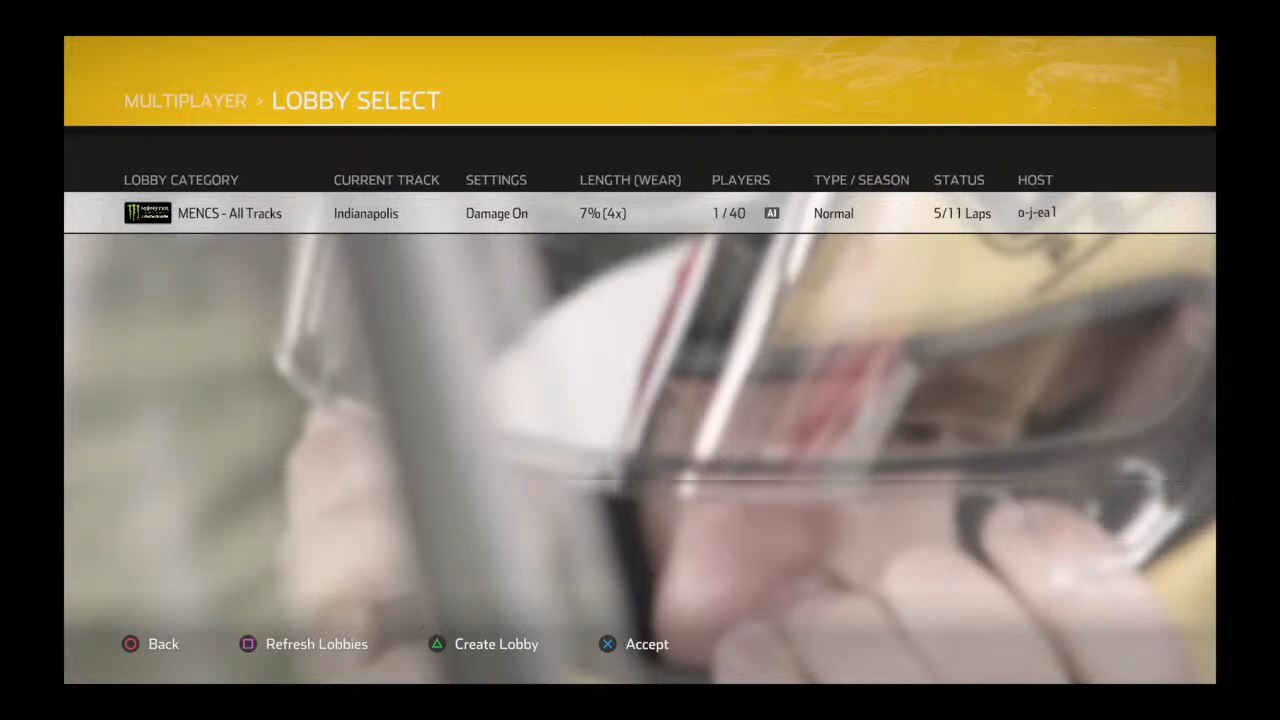 MULTIPLAYER > LOBBY SELECT
LOBBY CATEGORY CURRENT TRACK SETTINGS LENGTH (WEAR) PLAYERS TYPE / SEASON STATUS HOST
MONSTER MENCS - All Tracks Indianapolis Damage On 7% (4x) 1 / 40 AI Normal 5/11 Laps o-j-ea1
Back Refresh Lobbies Create Lobby Accept